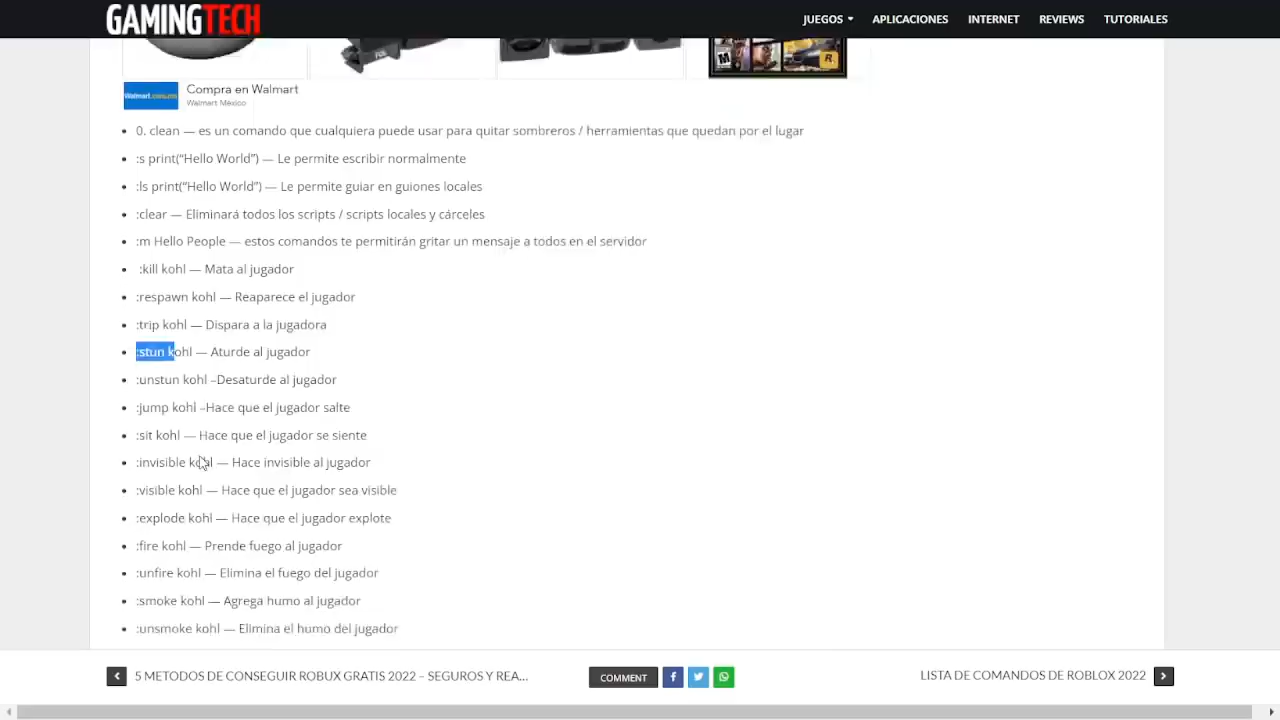 GAMINGTECH
JUEGOS APLICACIONES INTERNET REVIEWS TUTORIALES
M R
Walmart.com.mx
Compra en Walmart
Walmart México
0. clean — es un comando que cualquiera puede usar para quitar sombreros / herramientas que quedan por el lugar
:s print(“Hello World”) — Le permite escribir normalmente
:ls print(“Hello World”) — Le permite guiar en guiones locales
:clear — Eliminará todos los scripts / scripts locales y cárceles
:m Hello People — estos comandos te permitirán gritar un mensaje a todos en el servidor
:kill kohl — Mata al jugador
:respawn kohl — Reaparece el jugador
:trip kohl — Dispara a la jugadora
:stun kohl — Aturde al jugador
:unstun kohl –Desaturde al jugador
:jump kohl –Hace que el jugador salte
:sit kohl — Hace que el jugador se siente
:invisible kohl — Hace invisible al jugador
:visible kohl — Hace que el jugador sea visible
:explode kohl — Hace que el jugador explote
:fire kohl — Prende fuego al jugador
:unfire kohl — Elimina el fuego del jugador
:smoke kohl — Agrega humo al jugador
:unsmoke kohl — Elimina el humo del jugador
5 METODOS DE CONSEGUIR ROBUX GRATIS 2022 – SEGUROS Y REA...
COMMENT
LISTA DE COMANDOS DE ROBLOX 2022